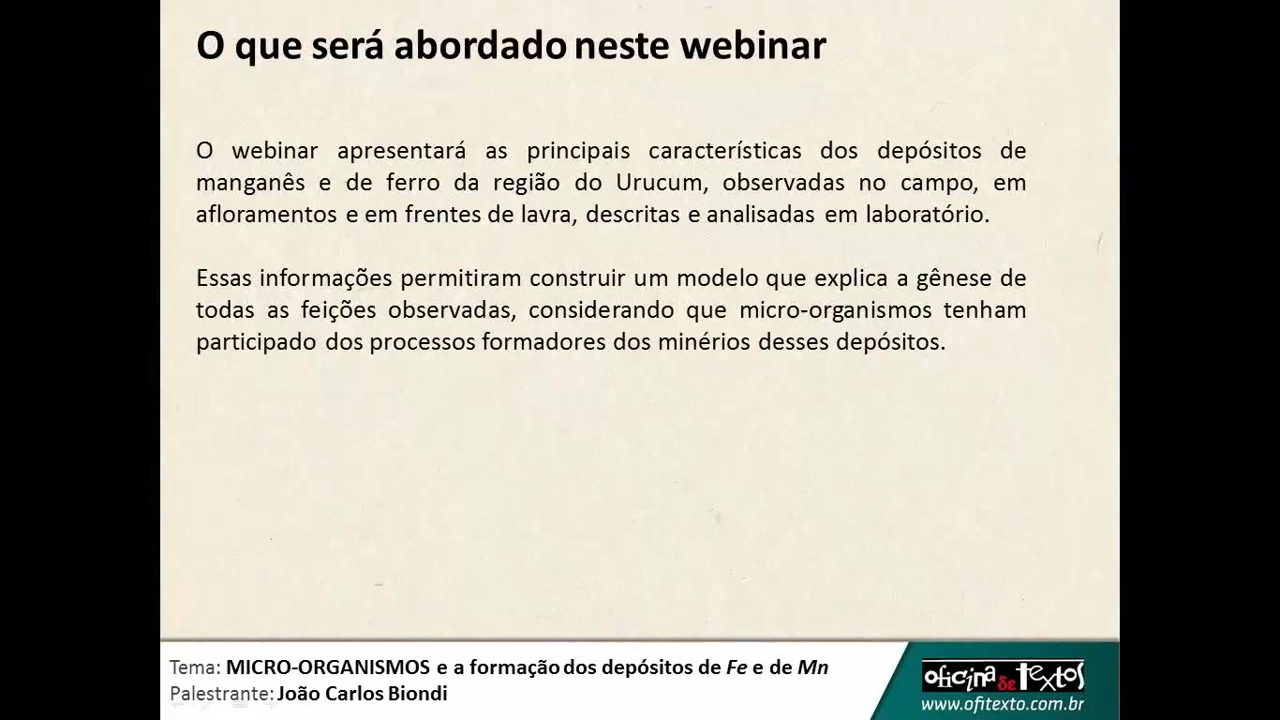 O que será abordado neste webinar
O webinar apresentará as principais características dos depósitos de
manganês e de ferro da região do Urucum, observadas no campo, em
afloramentos e em frentes de lavra, descritas e analisadas em laboratório.
Essas informações permitiram construir um modelo que explica a gênese de
todas as feições observadas, considerando que micro-organismos tenham
participado dos processos formadores dos minérios desses depósitos.
Tema: MICRO-ORGANISMOS e a formação dos depósitos de Fe e de Mn
Palestrante: João Carlos Biondi
oficina de textos
www.ofitexto.com.br